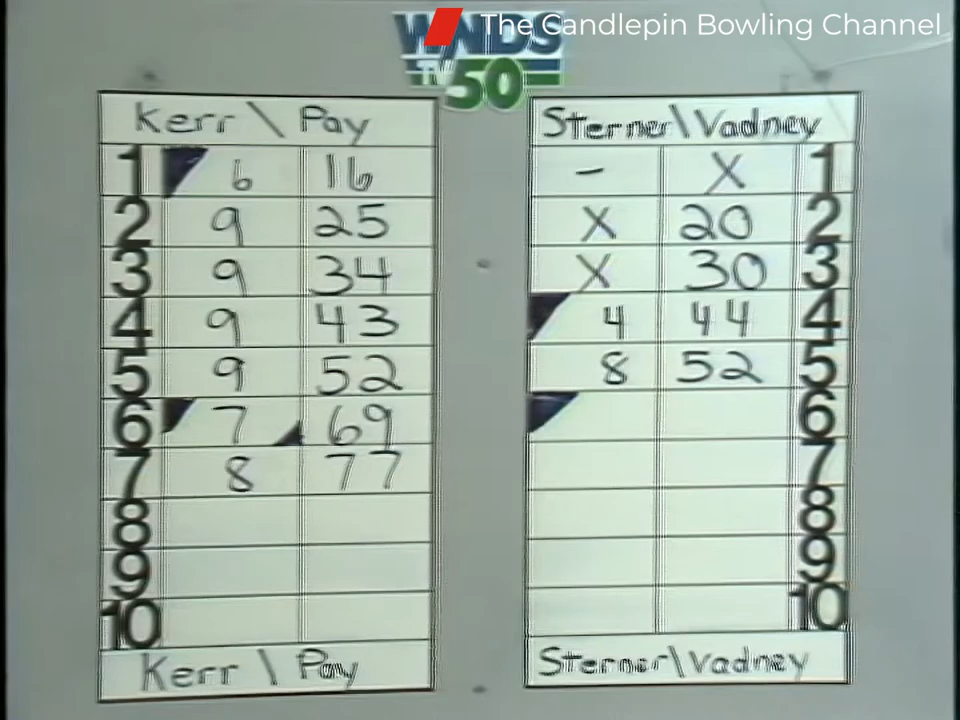 The Candlepin Bowling Channel
WNDS
TV 50
Kerr \ Pay
1 6 16
2 9 25
3 9 34
4 9 43
5 9 52
6 7 69
7 8 77
8
9
10
Kerr \ Pay
Sterner \ Vadney
- X 1
X 20 2
X 30 3
4 44 4
8 52 5
6
7
8
9
10
Sterner \ Vadney